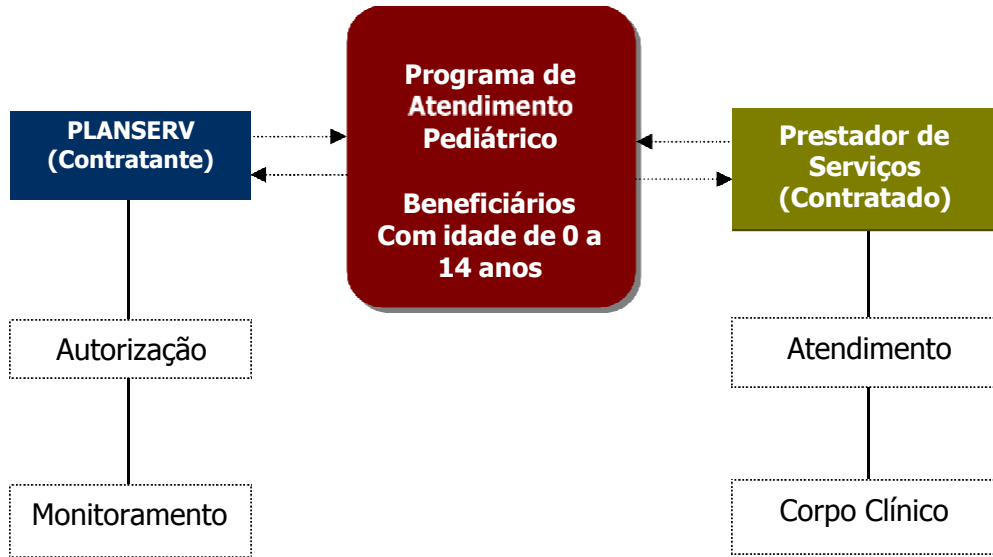 Programa de
Atendimento
Pediátrico
Beneficiários
Com idade de 0 a
14 anos
PLANSERV
(Contratante)
Prestador de
Serviços
(Contratado)
Autorização
Atendimento
Monitoramento
Corpo Clínico